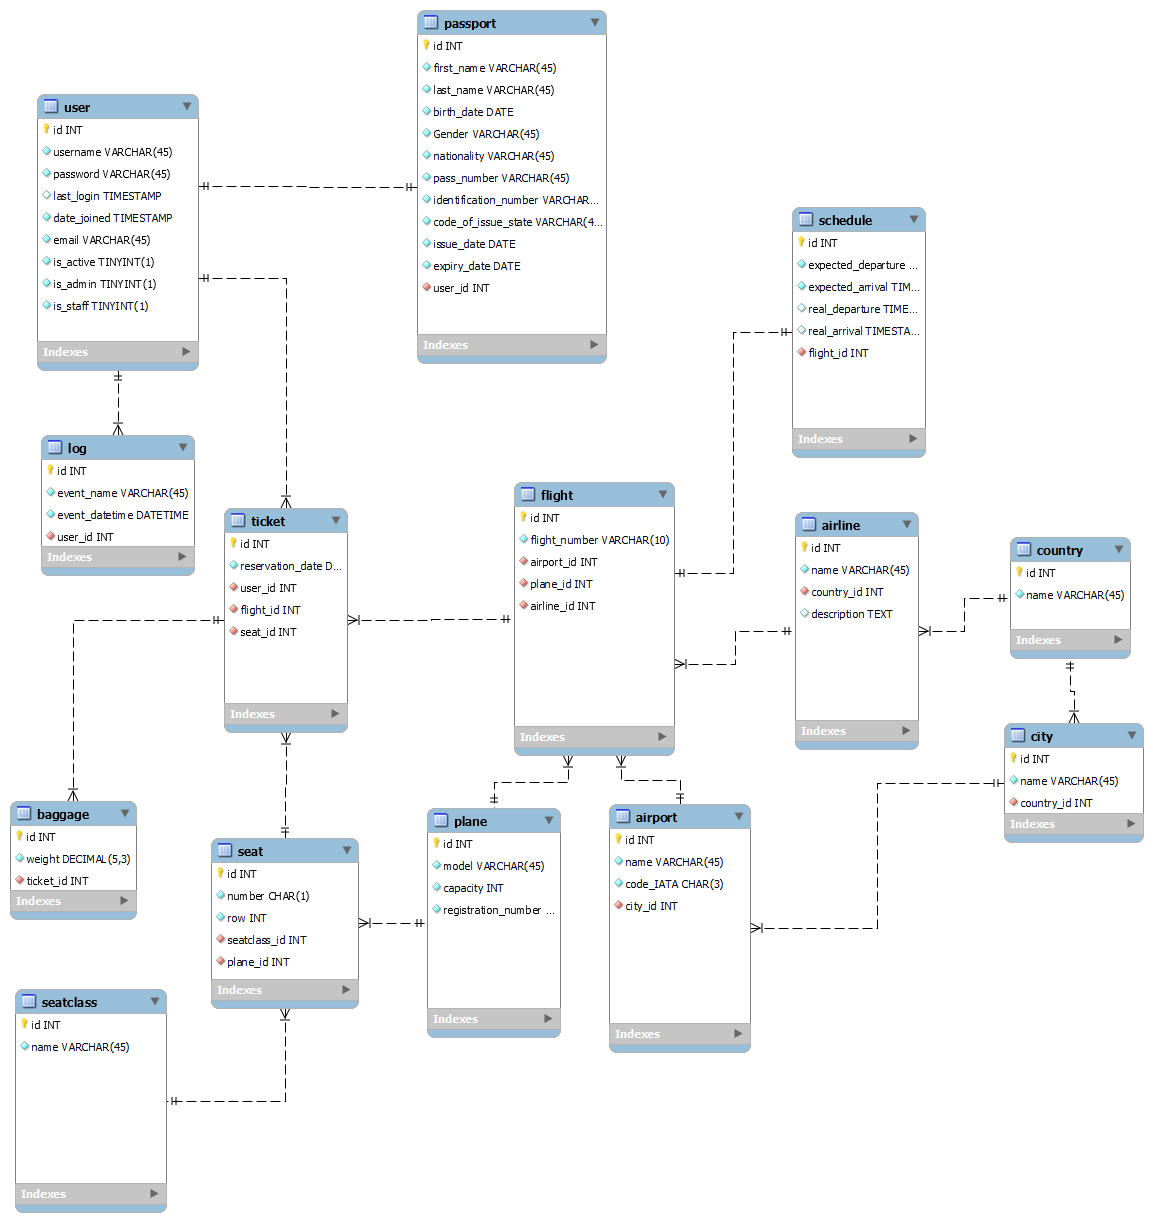 passport
id INT
first_name VARCHAR(45)
last_name VARCHAR(45)
birth_date DATE
Gender VARCHAR(45)
nationality VARCHAR(45)
pass_number VARCHAR(45)
identification_number VARCHAR...
code_of_issue_state VARCHAR(4...
issue_date DATE
expiry_date DATE
user_id INT
Indexes
user
id INT
username VARCHAR(45)
password VARCHAR(45)
last_login TIMESTAMP
date_joined TIMESTAMP
email VARCHAR(45)
is_active TINYINT(1)
is_admin TINYINT(1)
is_staff TINYINT(1)
Indexes
schedule
id INT
expected_departure ...
expected_arrival TIM...
real_departure TIME...
real_arrival TIMESTA...
flight_id INT
Indexes
log
id INT
event_name VARCHAR(45)
event_datetime DATETIME
user_id INT
Indexes
ticket
id INT
reservation_date D...
user_id INT
flight_id INT
seat_id INT
Indexes
flight
id INT
flight_number VARCHAR(10)
airport_id INT
plane_id INT
airline_id INT
Indexes
airline
id INT
name VARCHAR(45)
country_id INT
description TEXT
Indexes
country
id INT
name VARCHAR(45)
Indexes
city
id INT
name VARCHAR(45)
country_id INT
Indexes
baggage
id INT
weight DECIMAL(5,3)
ticket_id INT
Indexes
seat
id INT
number CHAR(1)
row INT
seatclass_id INT
plane_id INT
Indexes
plane
id INT
model VARCHAR(45)
capacity INT
registration_number ...
Indexes
airport
id INT
name VARCHAR(45)
code_IATA CHAR(3)
city_id INT
Indexes
seatclass
id INT
name VARCHAR(45)
Indexes